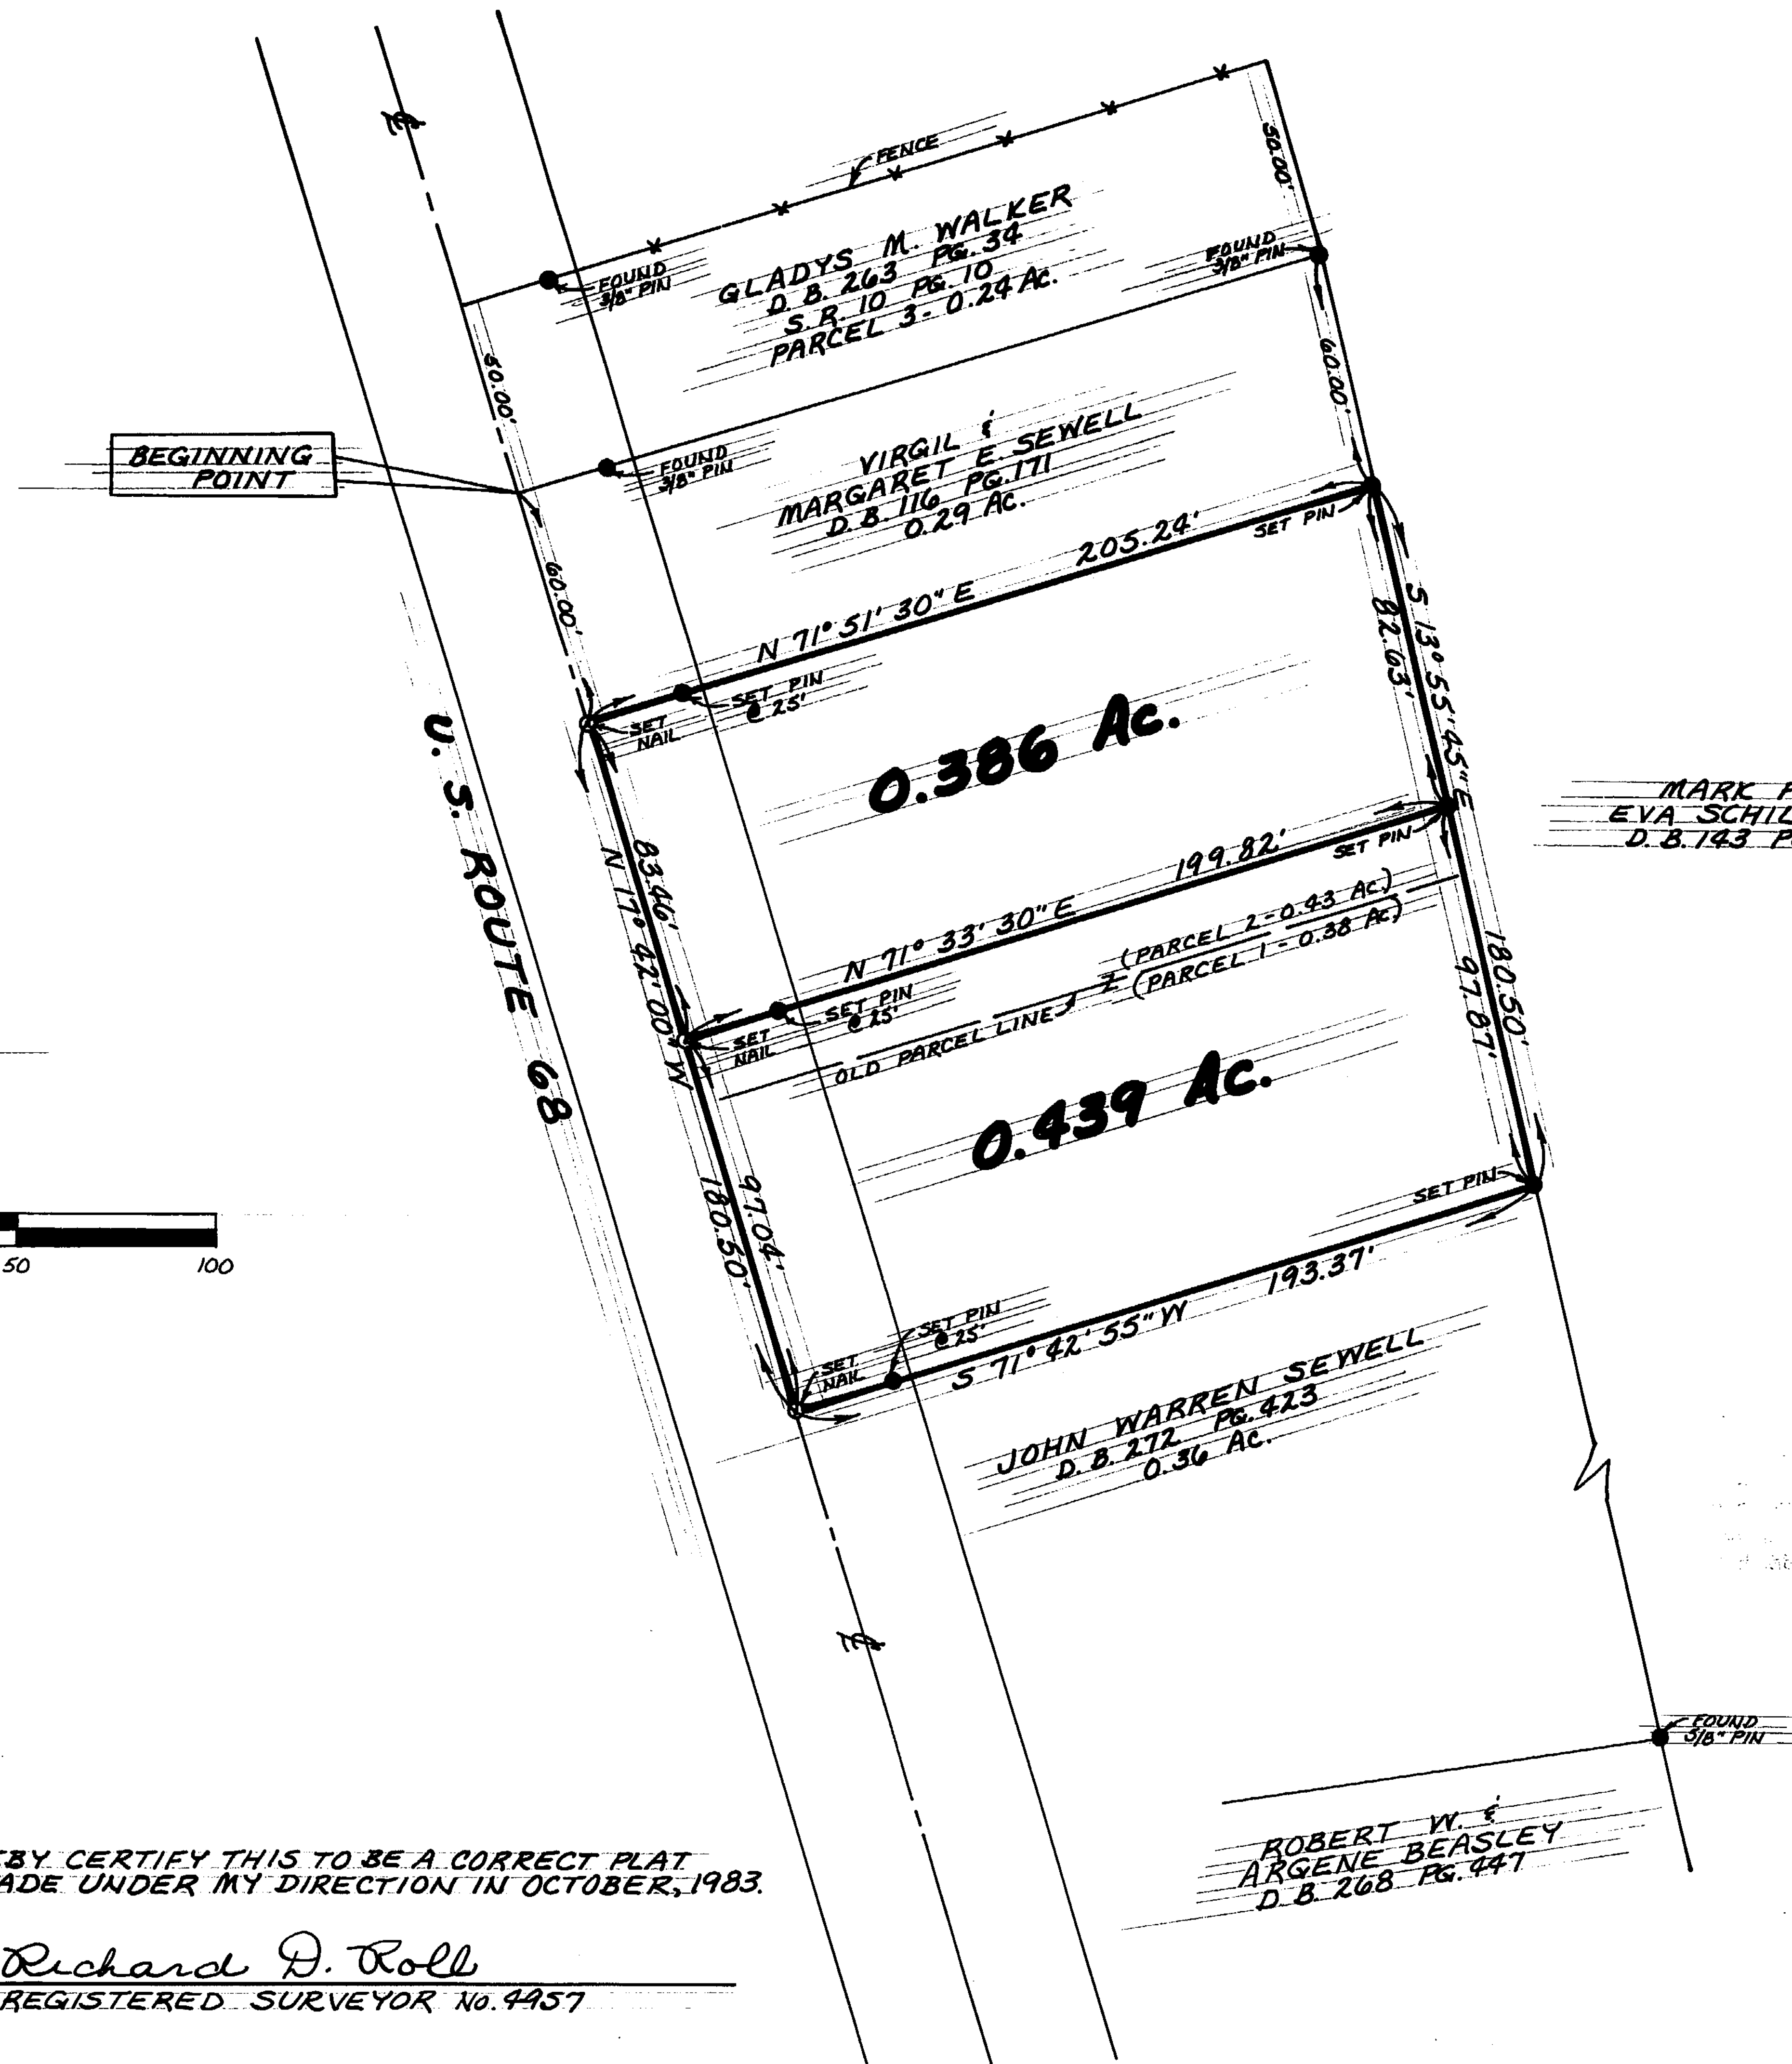 FENCE
50.00'
GLADYS M. WALKER
D. B. 263 PG. 34
S. R. 10 PG. 10
PARCEL 3 - 0.24 Ac.
FOUND
3/8" PIN
FOUND
3/8" PIN
50.00'
60.00'
BEGINNING
POINT
FOUND
3/8" PIN
VIRGIL &
MARGARET E. SEWELL
D. B. 116 PG. 171
0.29 Ac.
60.00'
N 71° 51' 30" E 205.24'
SET PIN
SET PIN
@ 25'
SET
NAIL
U. S. ROUTE 68
0.386 Ac.
S 13° 55' 45" E
82.63'
MARK
EVA
D. B. 143
83.46'
N 17° 42' 00" W
N 71° 33' 30" E 199.82'
SET PIN
SET PIN
@ 25'
SET
NAIL
OLD PARCEL LINE
(PARCEL 2 - 0.43 Ac.)
(PARCEL 1 - 0.38 Ac.)
180.50'
97.87'
0.439 Ac.
97.04'
180.50'
SET PIN
50 100
SET PIN
@ 25'
SET
NAIL
S 71° 42' 55" W 193.37'
JOHN WARREN SEWELL
D. B. 272 PG. 423
0.36 Ac.
FOUND
5/8" PIN
ROBERT W. &
ARGENE BEASLEY
D. B. 268 PG. 447
EBY CERTIFY THIS TO BE A CORRECT PLAT
ADE UNDER MY DIRECTION IN OCTOBER, 1983.
Richard D. Roll
REGISTERED SURVEYOR No. 4957